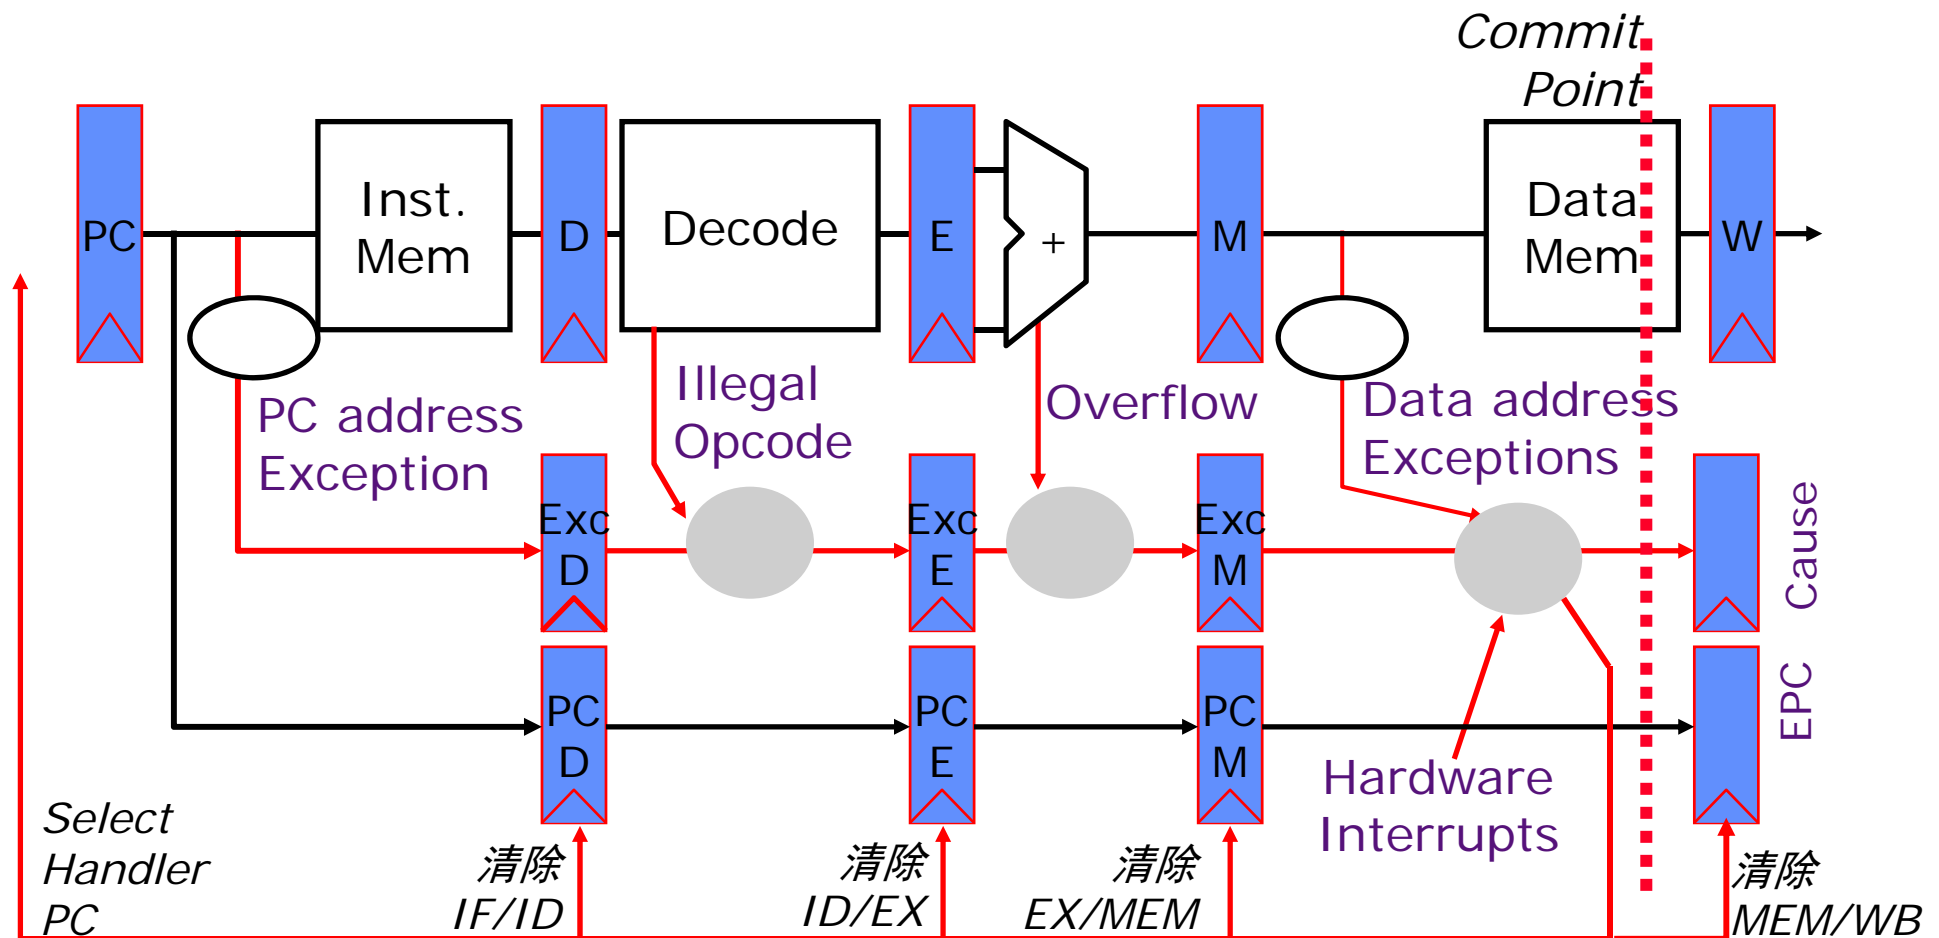 Commit
Point
PC
Inst.
Mem
D
Decode
E
+
M
Data
Mem
W
PC address
Exception
Illegal
Opcode
Overflow
Data address
Exceptions
Exc
D
Exc
E
Exc
M
Cause
PC
D
PC
E
PC
M
EPC
Hardware
Interrupts
Select
Handler
PC
清除
IF/ID
清除
ID/EX
清除
EX/MEM
清除
MEM/WB